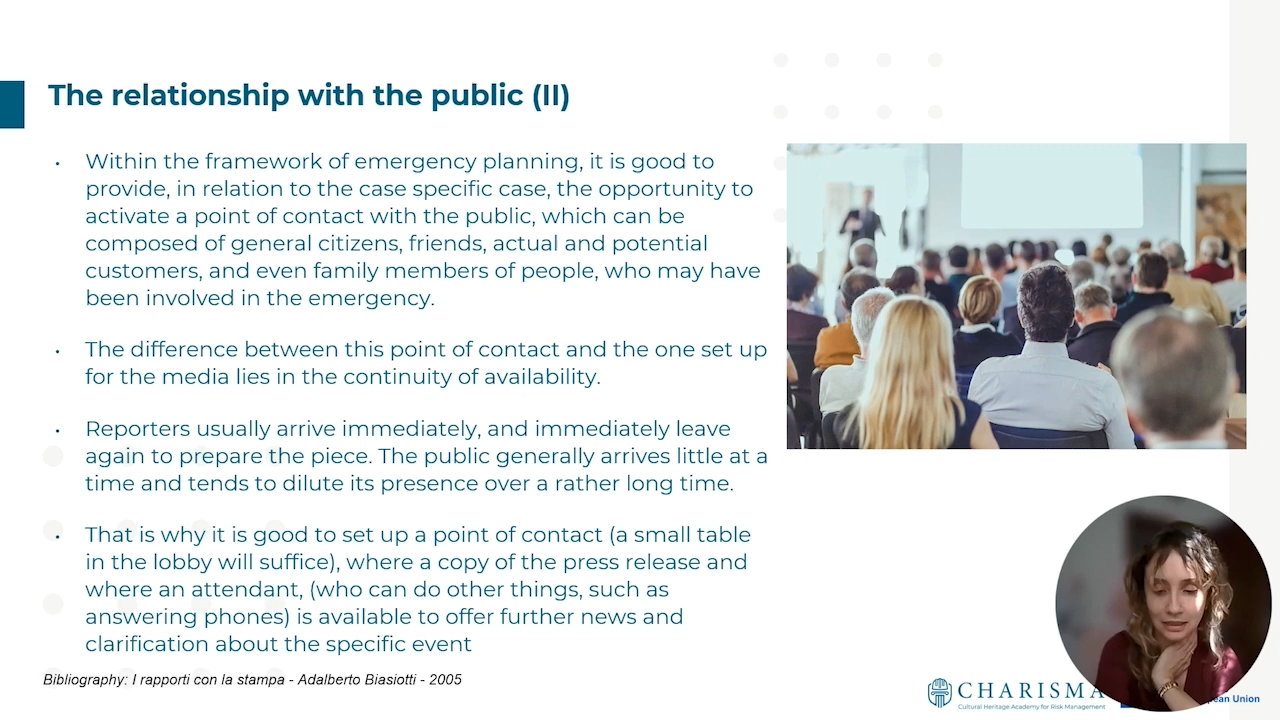 The relationship with the public (II)
• Within the framework of emergency planning, it is good to
provide, in relation to the case specific case, the opportunity to
activate a point of contact with the public, which can be
composed of general citizens, friends, actual and potential
customers, and even family members of people, who may have
been involved in the emergency.
• The difference between this point of contact and the one set up
for the media lies in the continuity of availability.
• Reporters usually arrive immediately, and immediately leave
again to prepare the piece. The public generally arrives little at a
time and tends to dilute its presence over a rather long time.
• That is why it is good to set up a point of contact (a small table
in the lobby will suffice), where a copy of the press release and
where an attendant, (who can do other things, such as
answering phones) is available to offer further news and
clarification about the specific event
Bibliography: I rapporti con la stampa - Adalberto Biasiotti - 2005
CHARISMA
Cultural Heritage Academy for Risk Management
Union